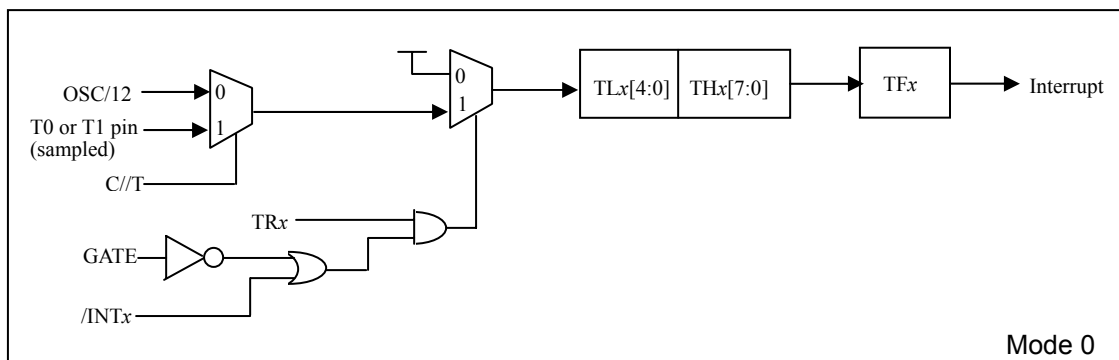 OSC/12
0
T0 or T1 pin
(sampled)
1
C//T
0
1
TLx[4:0]
THx[7:0]
TFx
Interrupt
TRx
GATE
/INTx
Mode 0